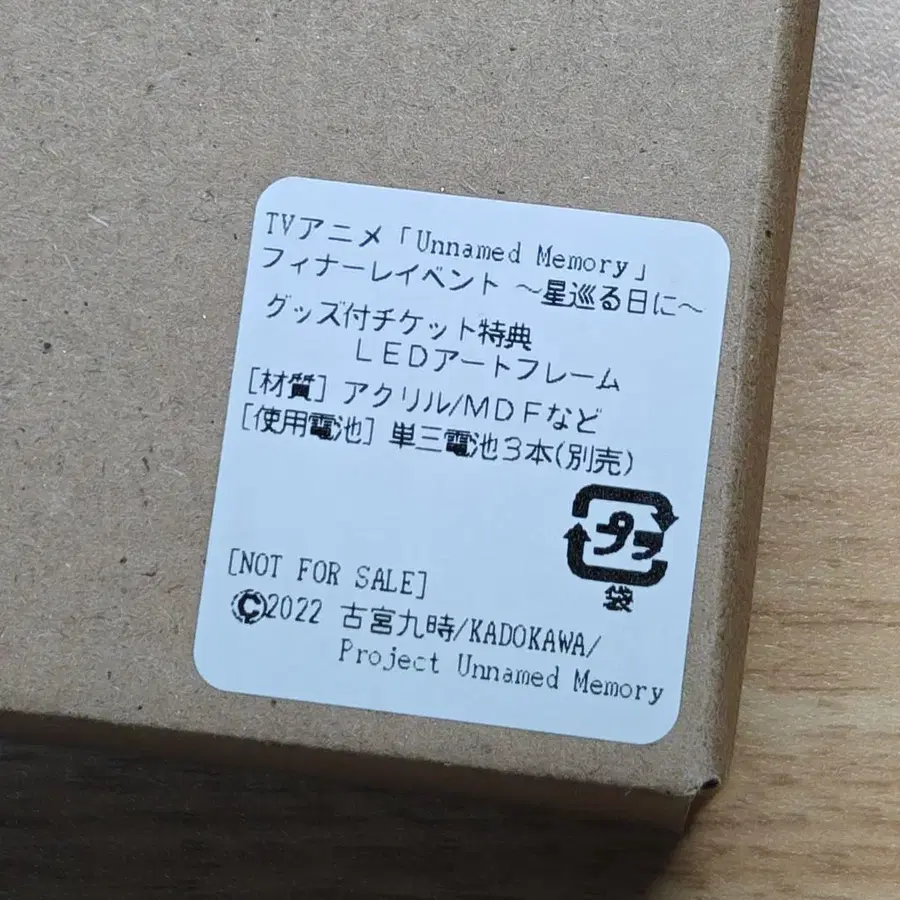 TVアニメ「Unnamed Memory」
フィナーレイベント ～星巡る日に～
グッズ付チケット特典
ＬＥＤアートフレーム
[材質] アクリル/ＭＤＦなど
[使用電池] 単三電池３本(別売)
プラ
袋
[NOT FOR SALE]
©2022 古宮九時/KADOKAWA/
Project Unnamed Memory